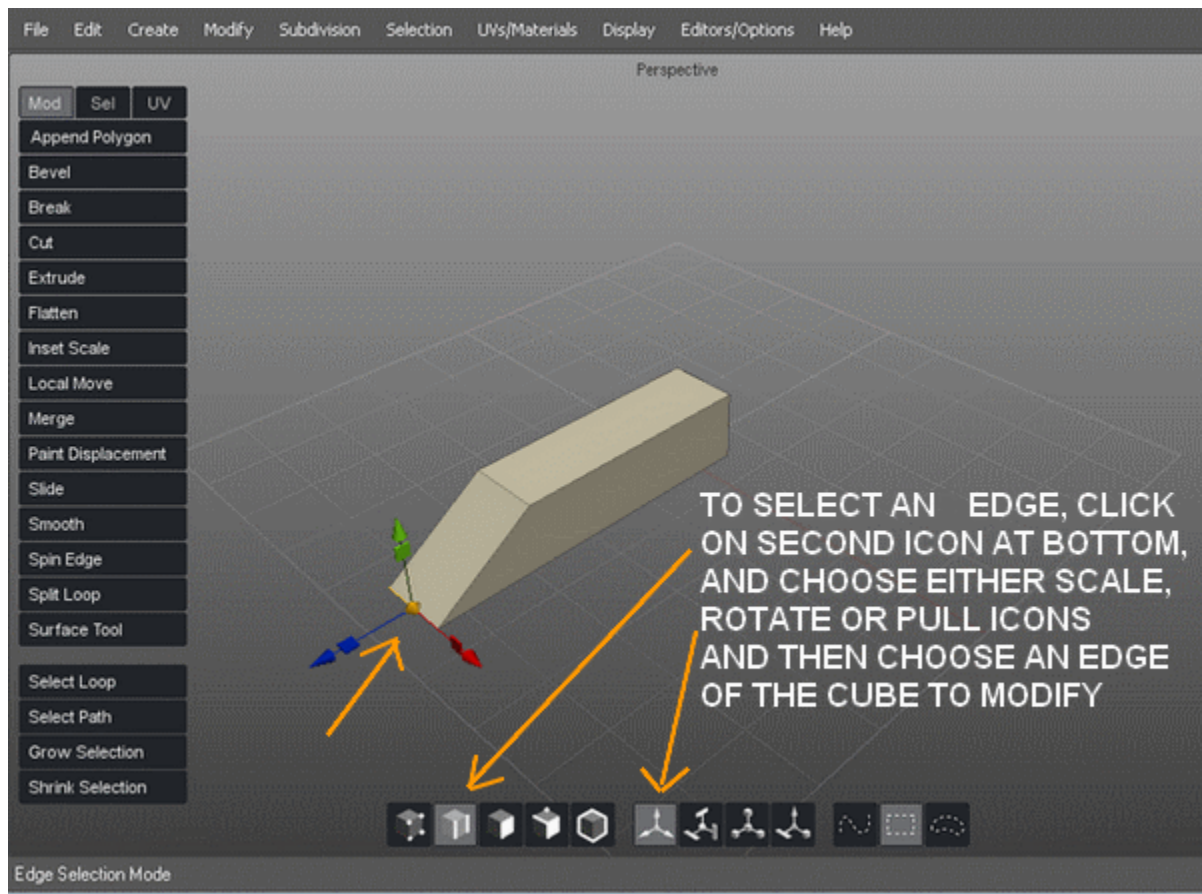 File Edit Create Modify Subdivision Selection UVs/Materials Display Editors/Options Help
Perspective
Mod Sel UV
Append Polygon
Bevel
Break
Cut
Extrude
Flatten
Inset Scale
Local Move
Merge
Paint Displacement
Slide
Smooth
Spin Edge
Split Loop
Surface Tool
Select Loop
Select Path
Grow Selection
Shrink Selection
TO SELECT AN EDGE, CLICK
ON SECOND ICON AT BOTTOM,
AND CHOOSE EITHER SCALE,
ROTATE OR PULL ICONS
AND THEN CHOOSE AN EDGE
OF THE CUBE TO MODIFY
Edge Selection Mode